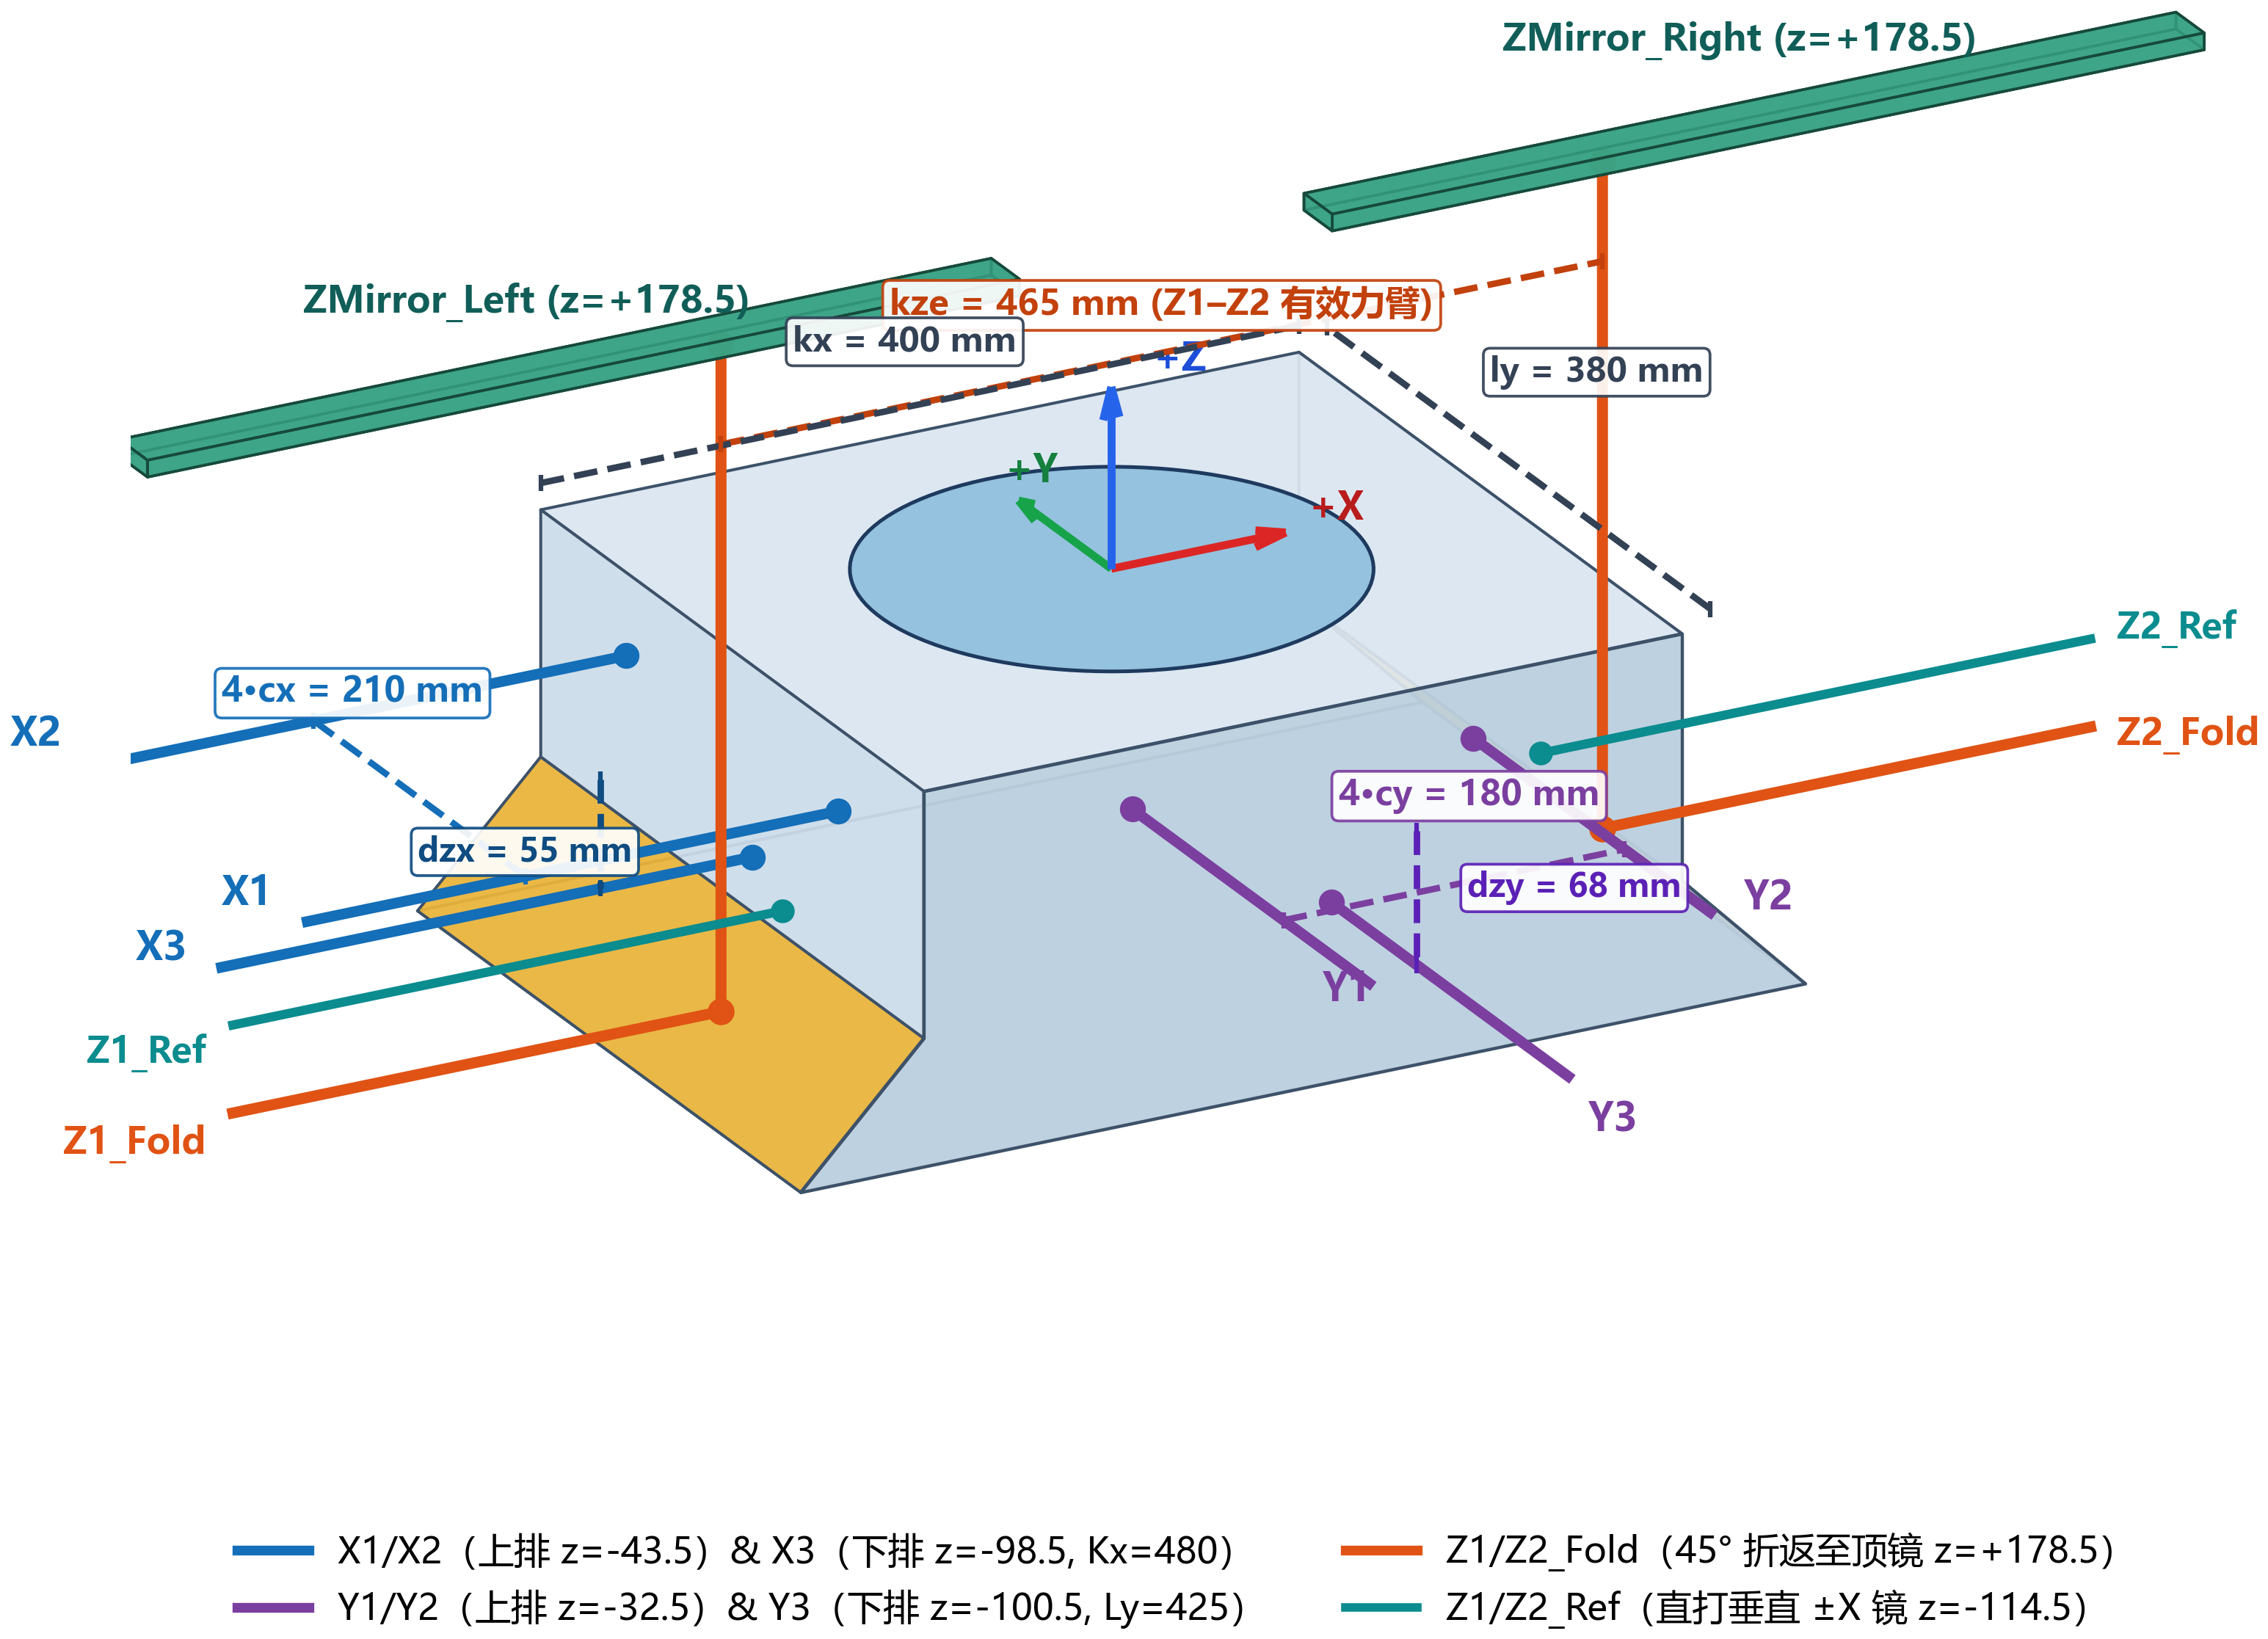 ZMirror_Right (z=+178.5)
ZMirror_Left (z=+178.5)
kze = 465 mm (Z1–Z2 有效力臂)
kx = 400 mm
+Z
ly = 380 mm
+Y
+X
Z2_Ref
4•cx = 210 mm
X2
Z2_Fold
4•cy = 180 mm
dzx = 55 mm
X1
dzy = 68 mm
Y2
X3
Y1
Z1_Ref
Y3
Z1_Fold
X1/X2（上排 z=-43.5）& X3（下排 z=-98.5, Kx=480）
Y1/Y2（上排 z=-32.5）& Y3（下排 z=-100.5, Ly=425）
Z1/Z2_Fold（45° 折返至顶镜 z=+178.5）
Z1/Z2_Ref（直打垂直 ±X 镜 z=-114.5）